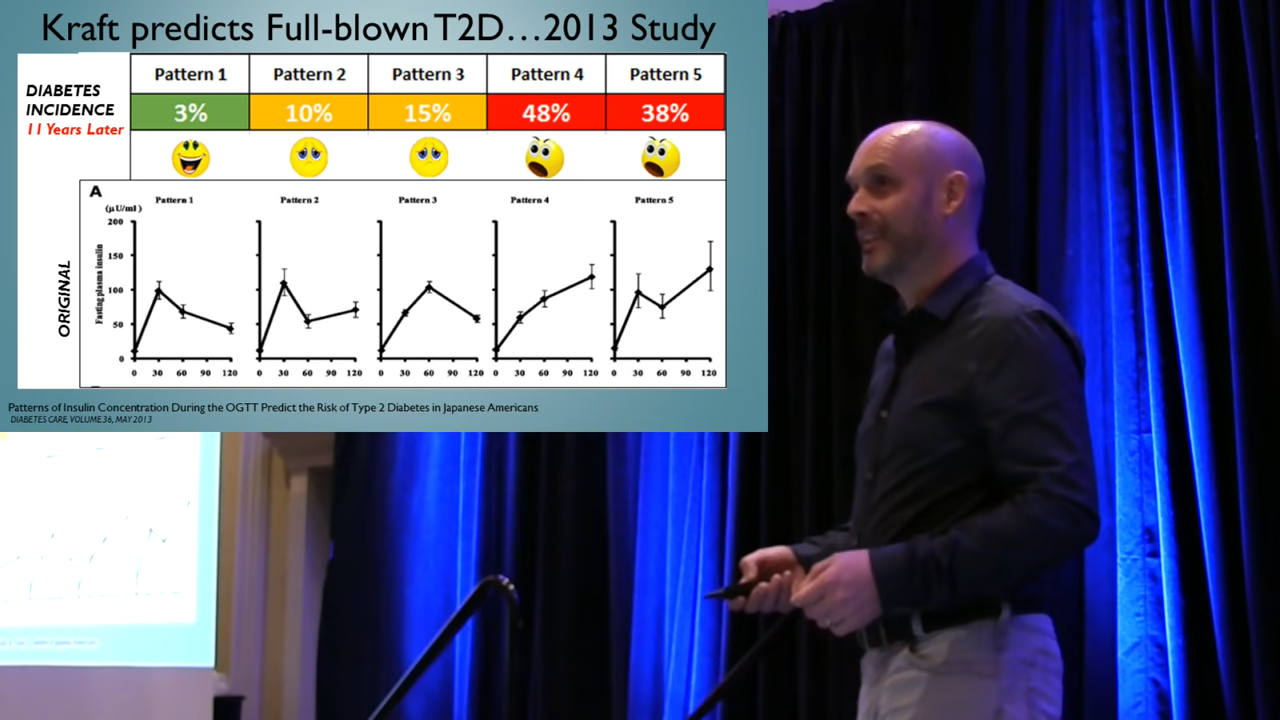 Kraft predicts Full-blown T2D...2013 Study
Pattern 1 Pattern 2 Pattern 3 Pattern 4 Pattern 5
DIABETES
INCIDENCE
11 Years Later
3% 10% 15% 48% 38%
A
(µU/ml)
Pattern 1 Pattern 2 Pattern 3 Pattern 4 Pattern 5
200
150
100
50
0
Fasting plasma insulin
ORIGINAL
0 30 60 90 120 0 30 60 90 120 0 30 60 90 120 0 30 60 90 120 0 30 60 90 120
Patterns of Insulin Concentration During the OGTT Predict the Risk of Type 2 Diabetes in Japanese Americans
DIABETES CARE, VOLUME 36, MAY 2013